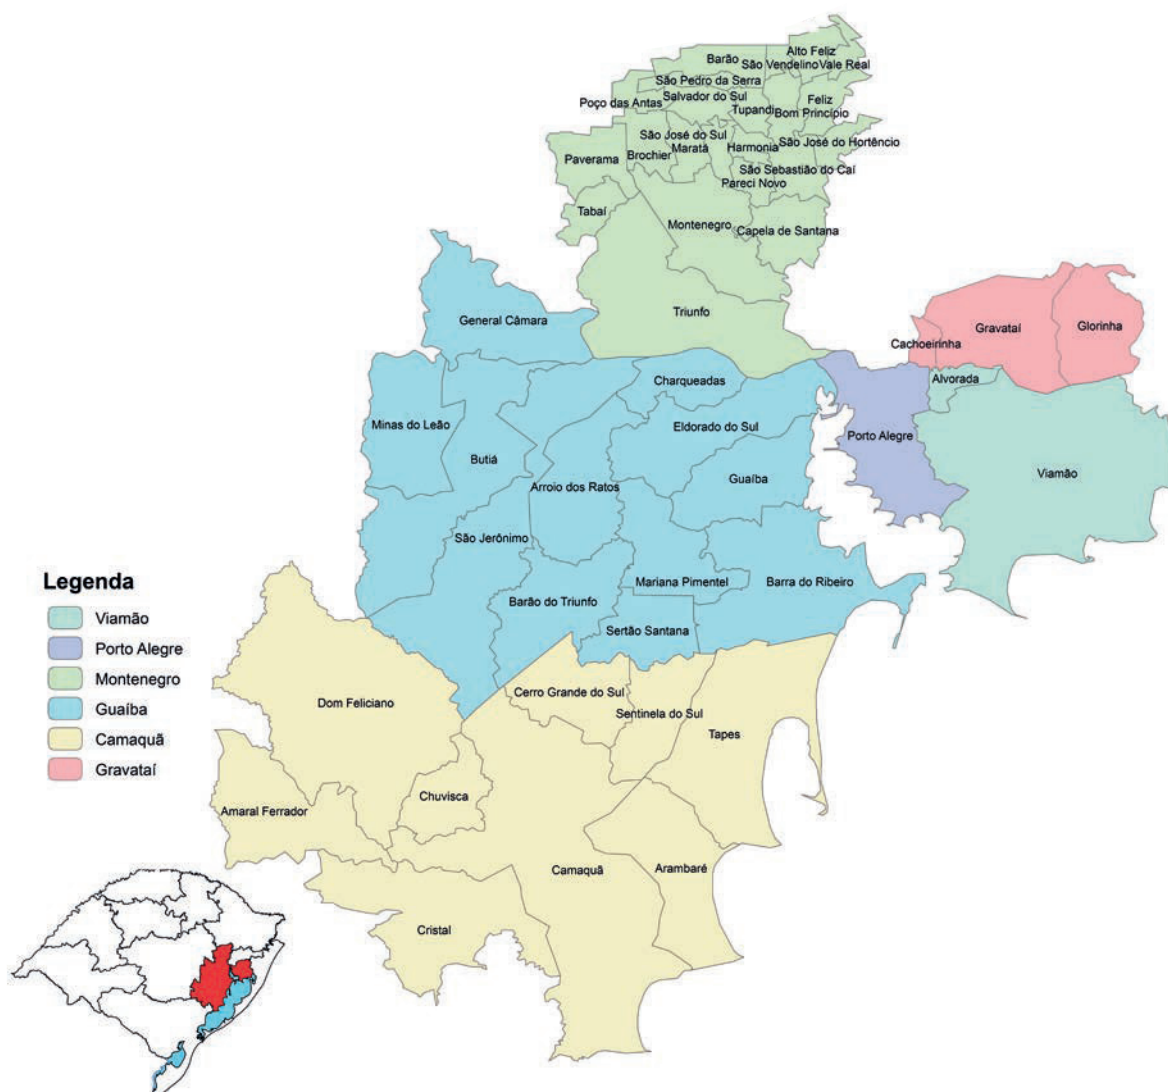 Alto Feliz
Barão
São Vendelino
Vale Real
São Pedro da Serra
Poço das Antas
Salvador do Sul
Feliz
Tupandi
Bom Princípio
São José do Sul
São José do Hortêncio
Maratá
Harmonia
Brochier
Paverama
São Sebastião do Caí
Pareci Novo
Tabaí
Montenegro
Capela de Santana
Triunfo
General Câmara
Gravataí
Glorinha
Cachoeirinha
Alvorada
Charqueadas
Minas do Leão
Eldorado do Sul
Porto Alegre
Butiá
Guaíba
Viamão
Arroio dos Ratos
São Jerônimo
Mariana Pimentel
Barra do Ribeiro
Barão do Triunfo
Sertão Santana
Legenda
Viamão
Porto Alegre
Montenegro
Guaíba
Camaquã
Gravataí
Dom Feliciano
Cerro Grande do Sul
Sentinela do Sul
Tapes
Chuvisca
Amaral Ferrador
Camaquã
Arambaré
Cristal